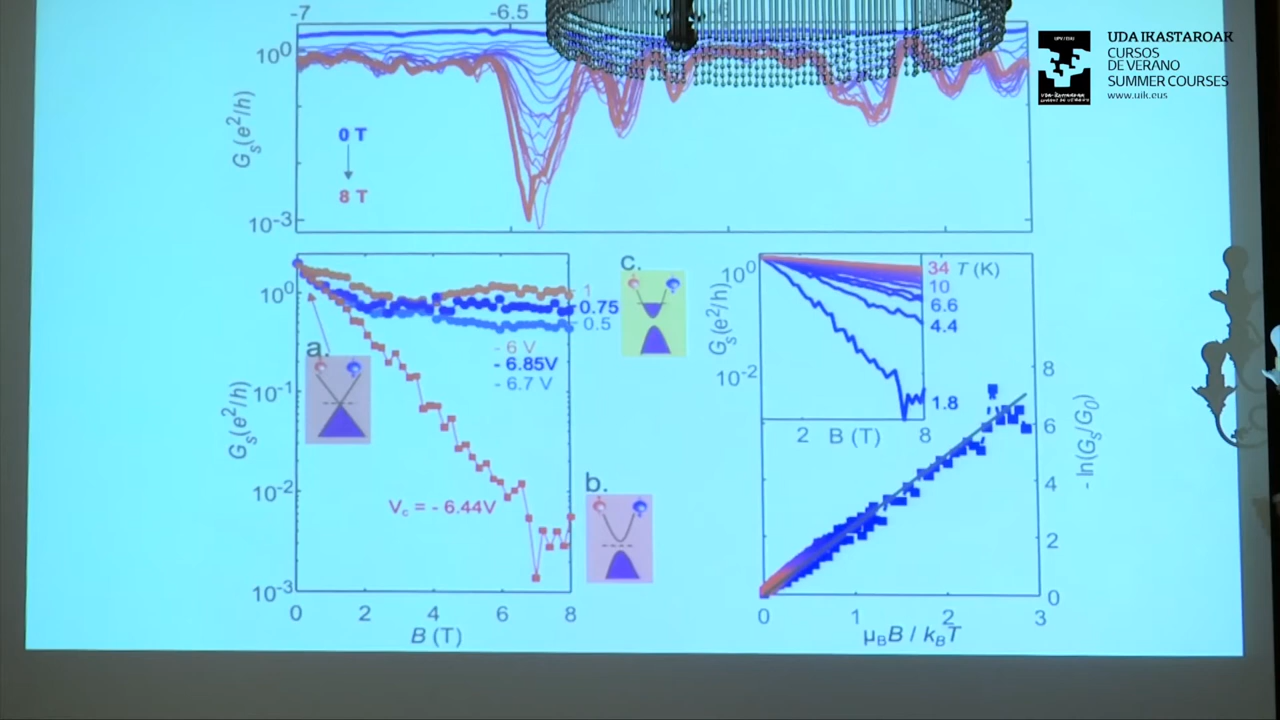 -7
-6.5
10⁰
Gₛ(e²/h)
0 T
8 T
10⁻³
UDA IKASTAROAK
CURSOS
DE VERANO
SUMMER COURSES
www.uik.eus
10⁰
10⁻¹
10⁻²
10⁻³
Gₛ(e²/h)
a.
1
0.75
0.5
- 6 V
- 6.85V
- 6.7 V
V꜀ = - 6.44V
0 2 4 6 8
B (T)
c.
b.
10⁰
10⁻²
Gₛ(e²/h)
34 T (K)
10
6.6
4.4
1.8
2 B (T) 8
8
6
4
2
0
- ln(Gₛ/G₀)
0 1 2 3
μ_B B / k_B T